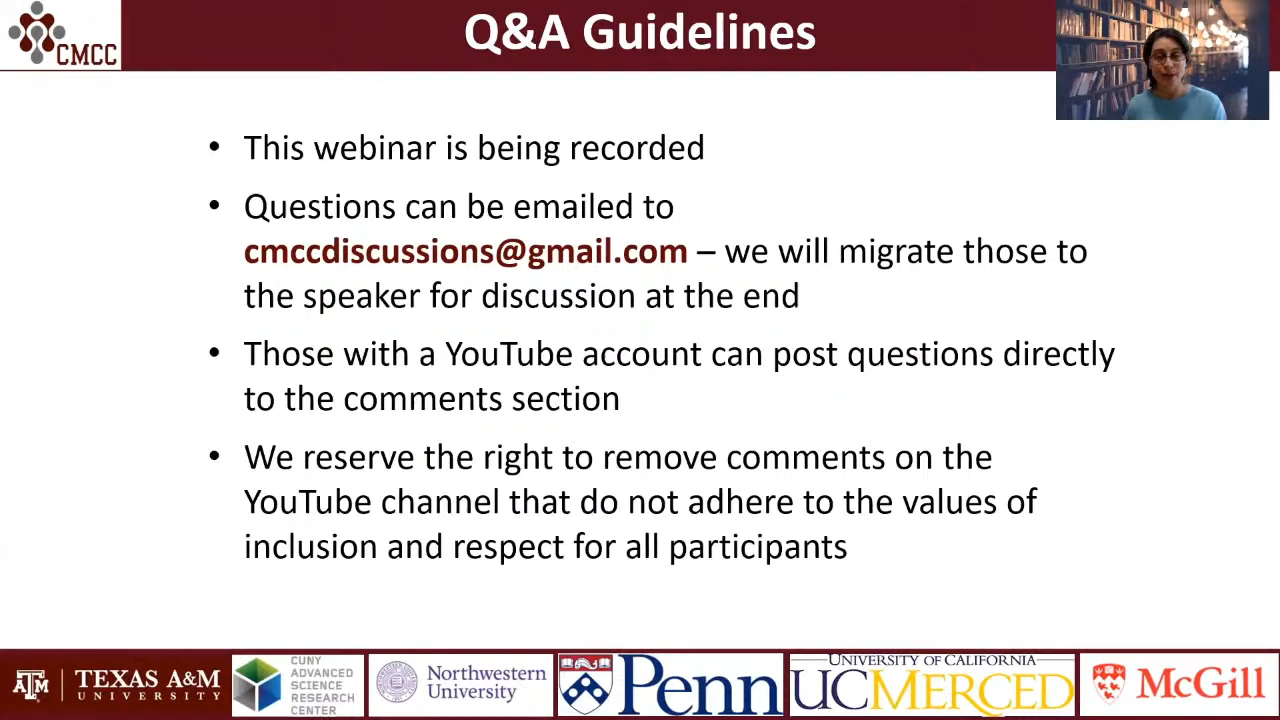 CMCC
Q&A Guidelines
• This webinar is being recorded
• Questions can be emailed to
cmccdiscussions@gmail.com – we will migrate those to
the speaker for discussion at the end
• Those with a YouTube account can post questions directly
to the comments section
• We reserve the right to remove comments on the
YouTube channel that do not adhere to the values of
inclusion and respect for all participants
ATM
TEXAS A&M
UNIVERSITY
CUNY
ADVANCED
SCIENCE
RESEARCH
CENTER
Northwestern
University
Penn
UNIVERSITY OF CALIFORNIA
UCMERCED
McGill